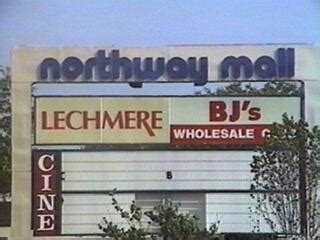 northway mall
LECHMERE
BJ's
WHOLESALE
CINE
B